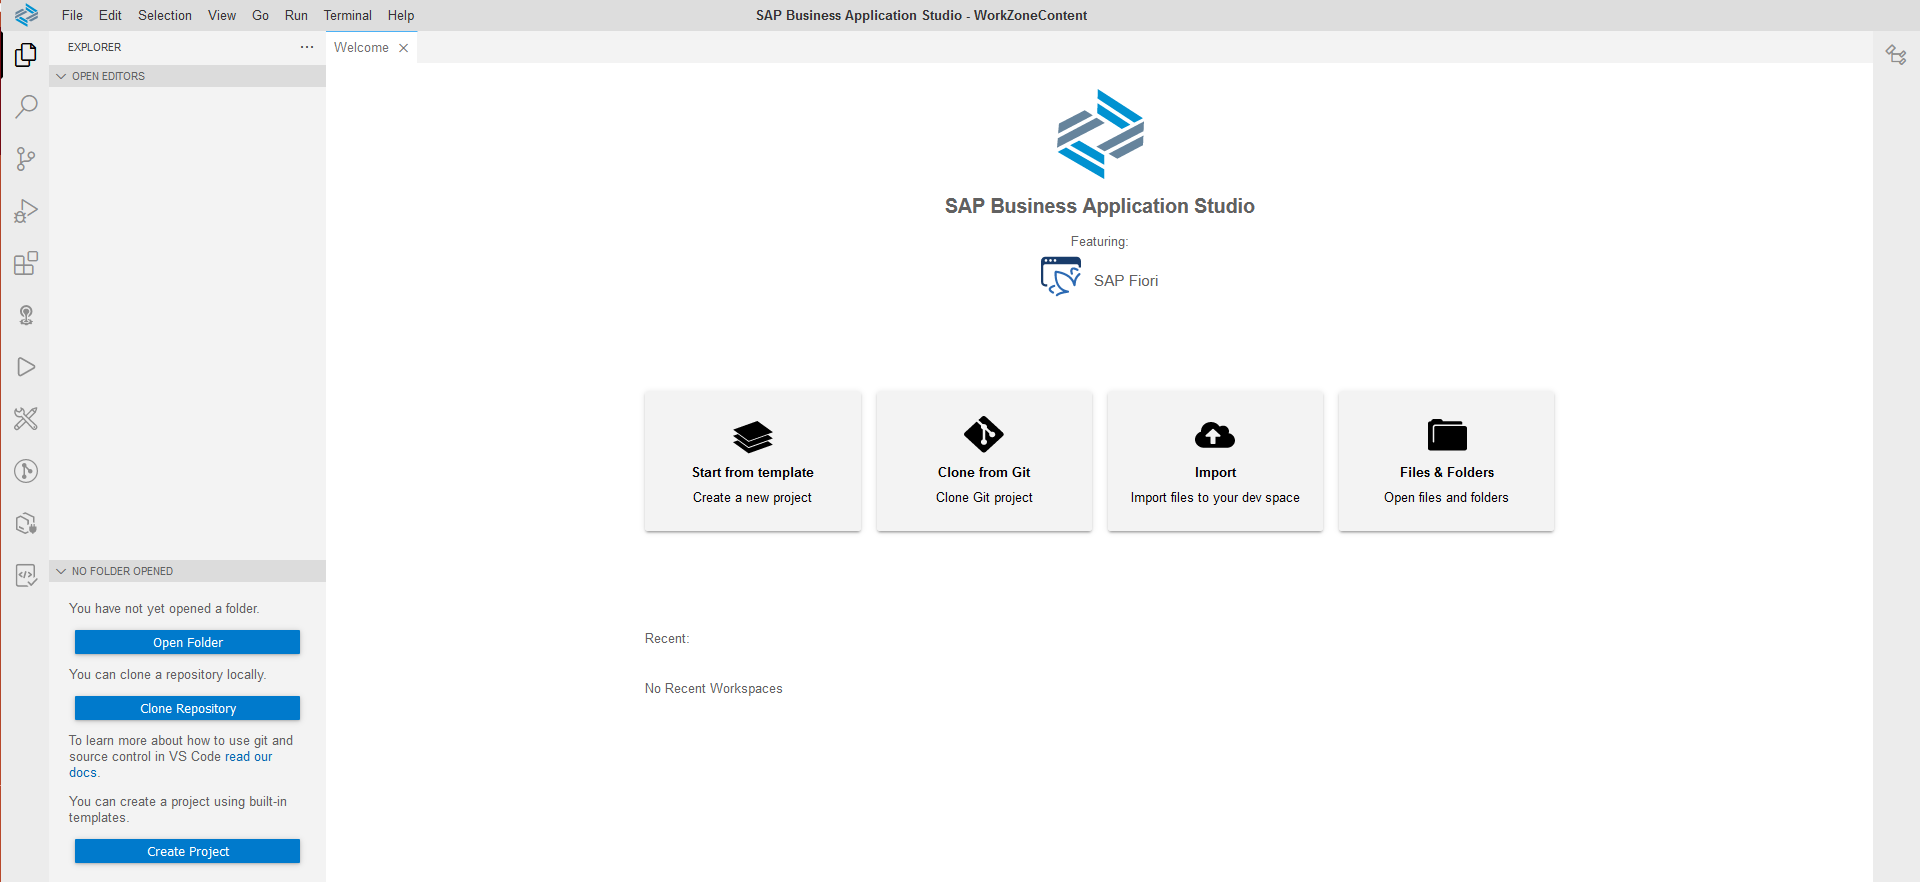 File Edit Selection View Go Run Terminal Help
SAP Business Application Studio - WorkZoneContent
EXPLORER
Welcome
OPEN EDITORS
SAP Business Application Studio
Featuring:
SAP Fiori
Start from template
Create a new project
Clone from Git
Clone Git project
Import
Import files to your dev space
Files & Folders
Open files and folders
Recent:
No Recent Workspaces
NO FOLDER OPENED
You have not yet opened a folder.
Open Folder
You can clone a repository locally.
Clone Repository
To learn more about how to use git and
source control in VS Code read our
docs.
You can create a project using built-in
templates.
Create Project